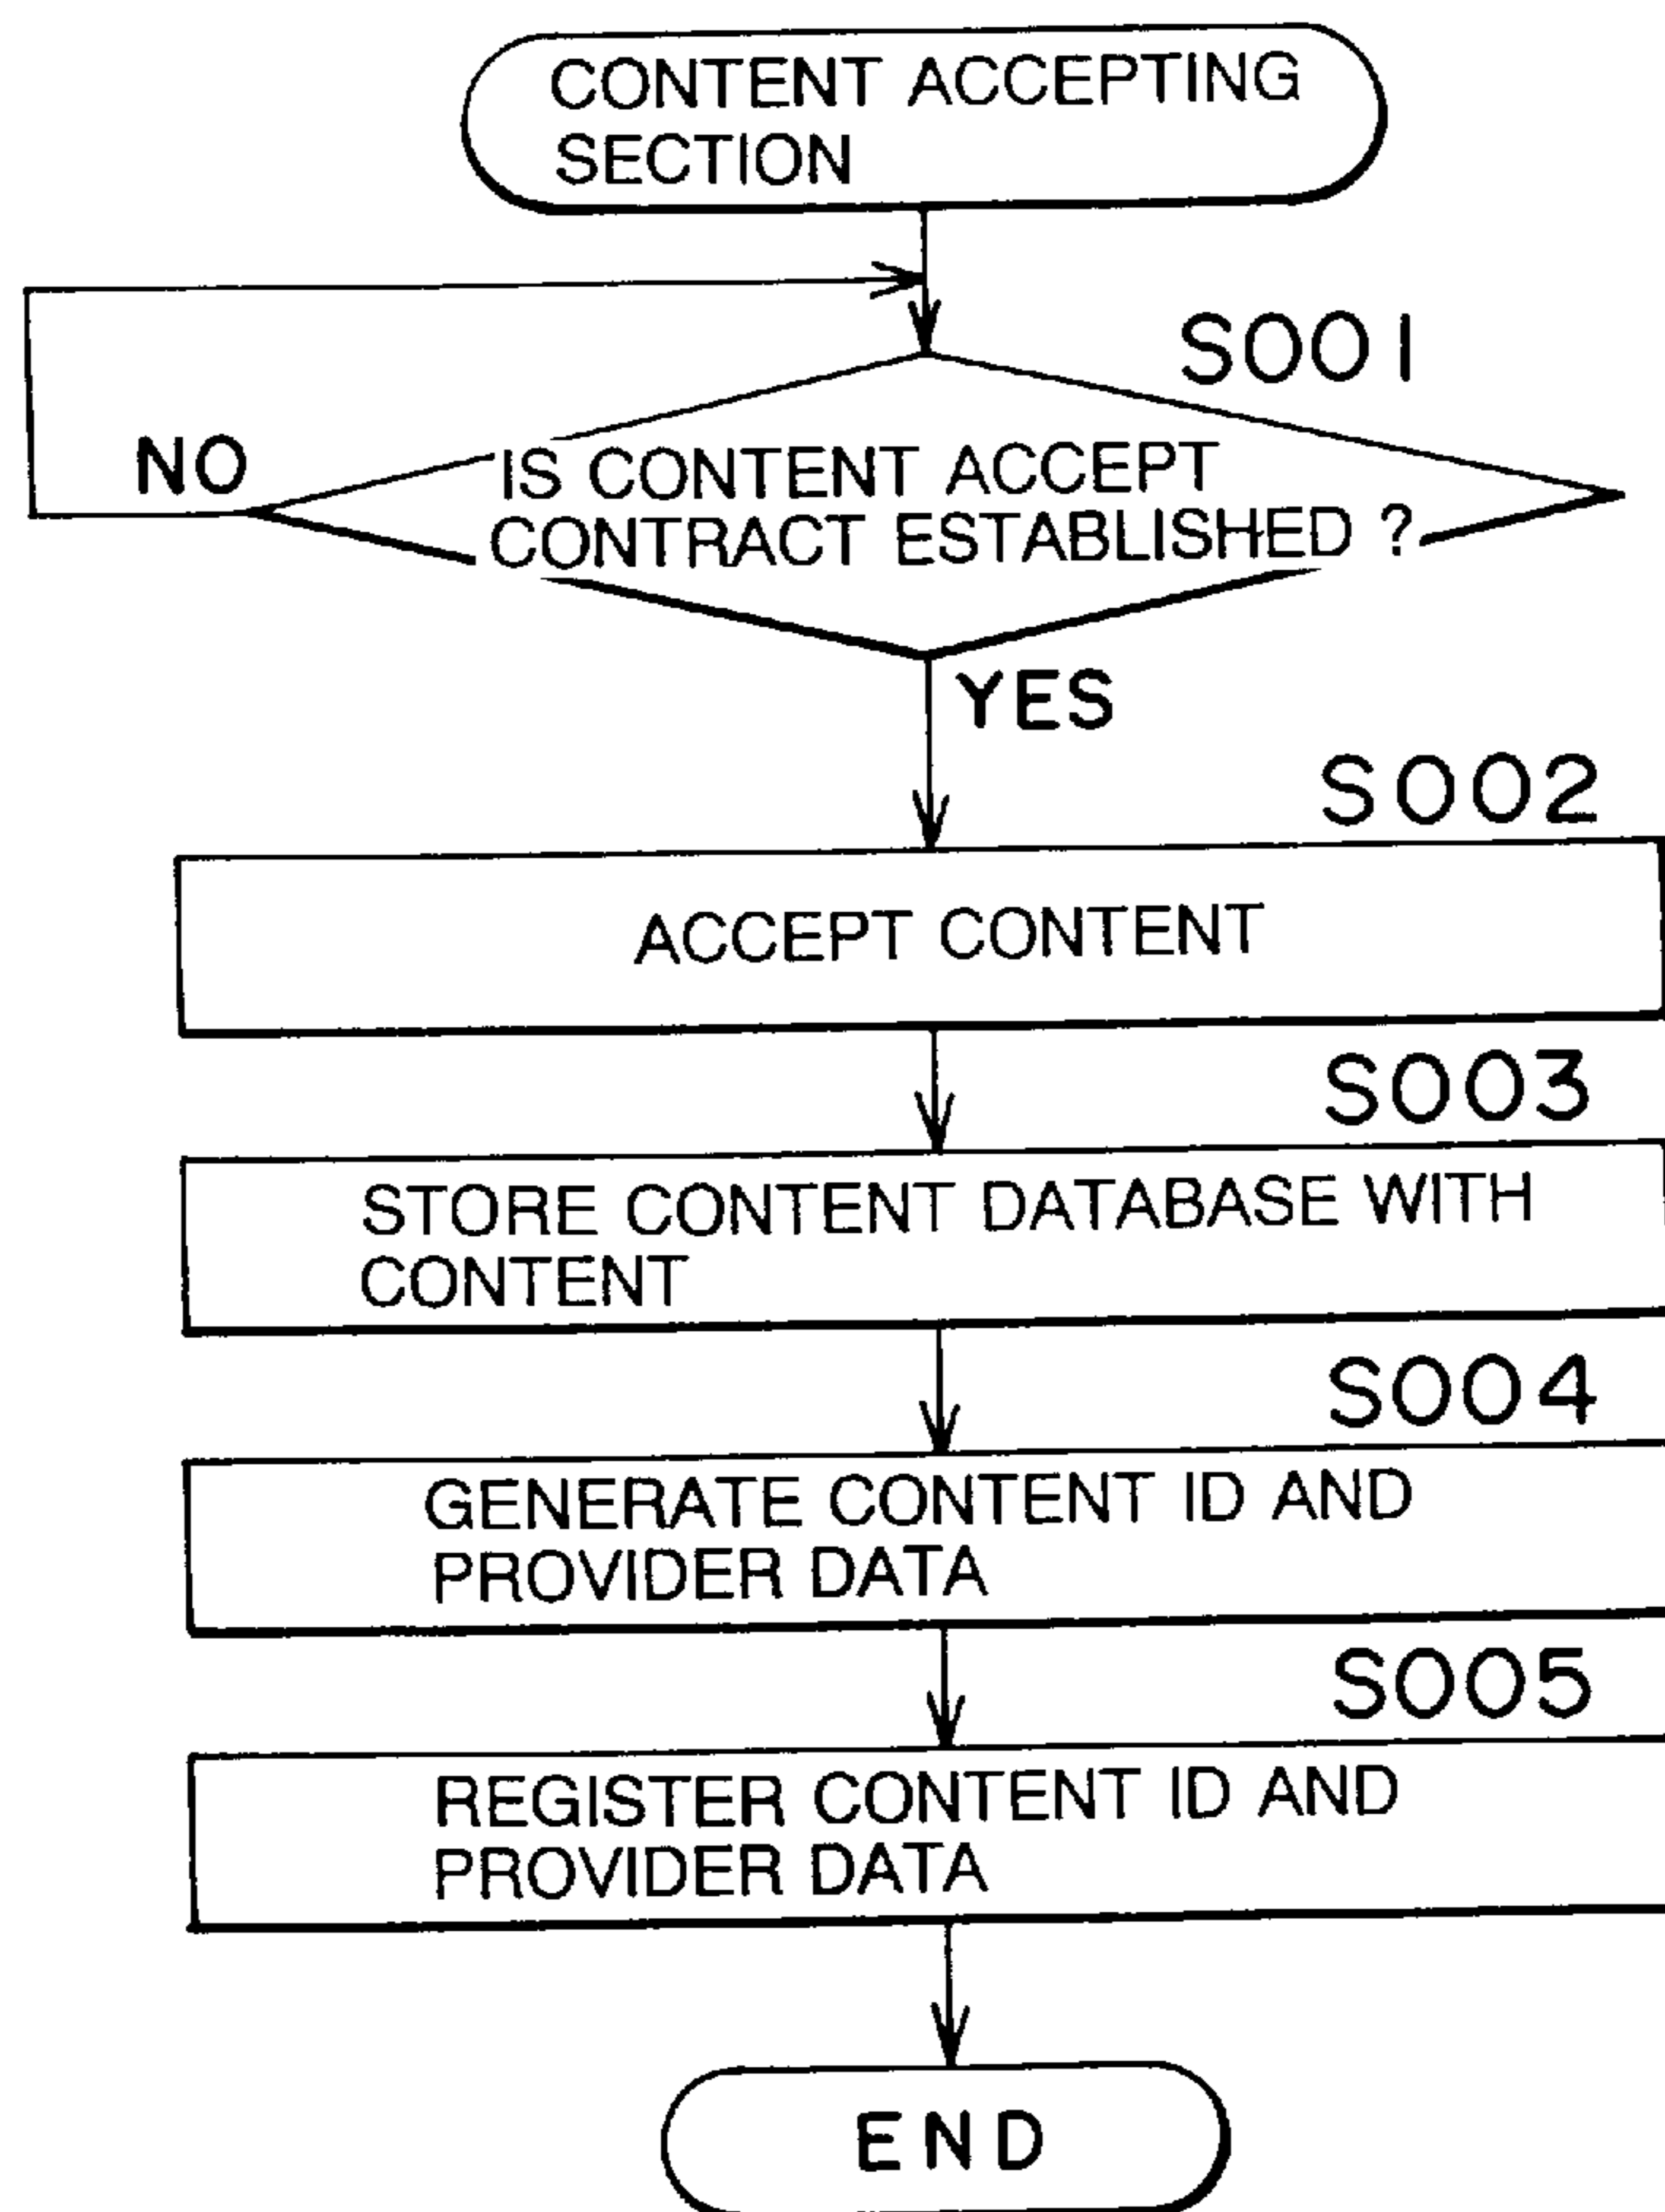 CONTENT ACCEPTING
SECTION
S001
NO
IS CONTENT ACCEPT
CONTRACT ESTABLISHED ?
YES
S002
ACCEPT CONTENT
S003
STORE CONTENT DATABASE WITH
CONTENT
S004
GENERATE CONTENT ID AND
PROVIDER DATA
S005
REGISTER CONTENT ID AND
PROVIDER DATA
END